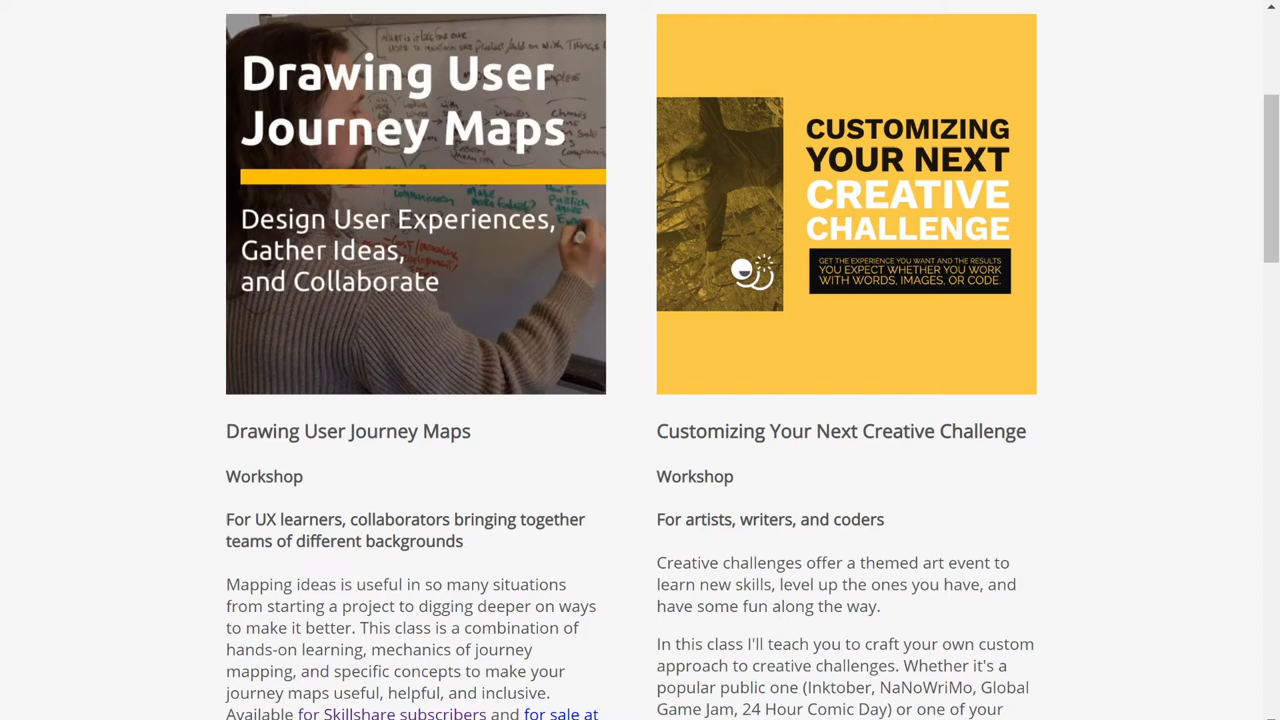 Drawing User
Journey Maps
Design User Experiences,
Gather Ideas,
and Collaborate
CUSTOMIZING
YOUR NEXT
CREATIVE
CHALLENGE
GET THE EXPERIENCE YOU WANT AND THE RESULTS
YOU EXPECT WHETHER YOU WORK
WITH WORDS, IMAGES, OR CODE.
Drawing User Journey Maps
Workshop
For UX learners, collaborators bringing together
teams of different backgrounds
Mapping ideas is useful in so many situations
from starting a project to digging deeper on ways
to make it better. This class is a combination of
hands-on learning, mechanics of journey
mapping, and specific concepts to make your
journey maps useful, helpful, and inclusive.
Available for Skillshare subscribers and for sale at
Customizing Your Next Creative Challenge
Workshop
For artists, writers, and coders
Creative challenges offer a themed art event to
learn new skills, level up the ones you have, and
have some fun along the way.
In this class I'll teach you to craft your own custom
approach to creative challenges. Whether it's a
popular public one (Inktober, NaNoWriMo, Global
Game Jam, 24 Hour Comic Day) or one of your